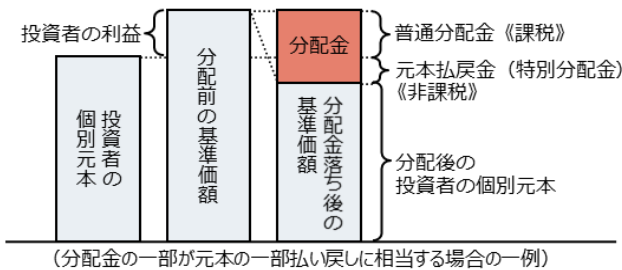 投資者の利益
投資者の
個別元本
分配前の基準価額
分配金
分配金落ち後の
基準価額
普通分配金《課税》
元本払戻金（特別分配金）
《非課税》
分配後の
投資者の個別元本
（分配金の一部が元本の一部払い戻しに相当する場合の一例）